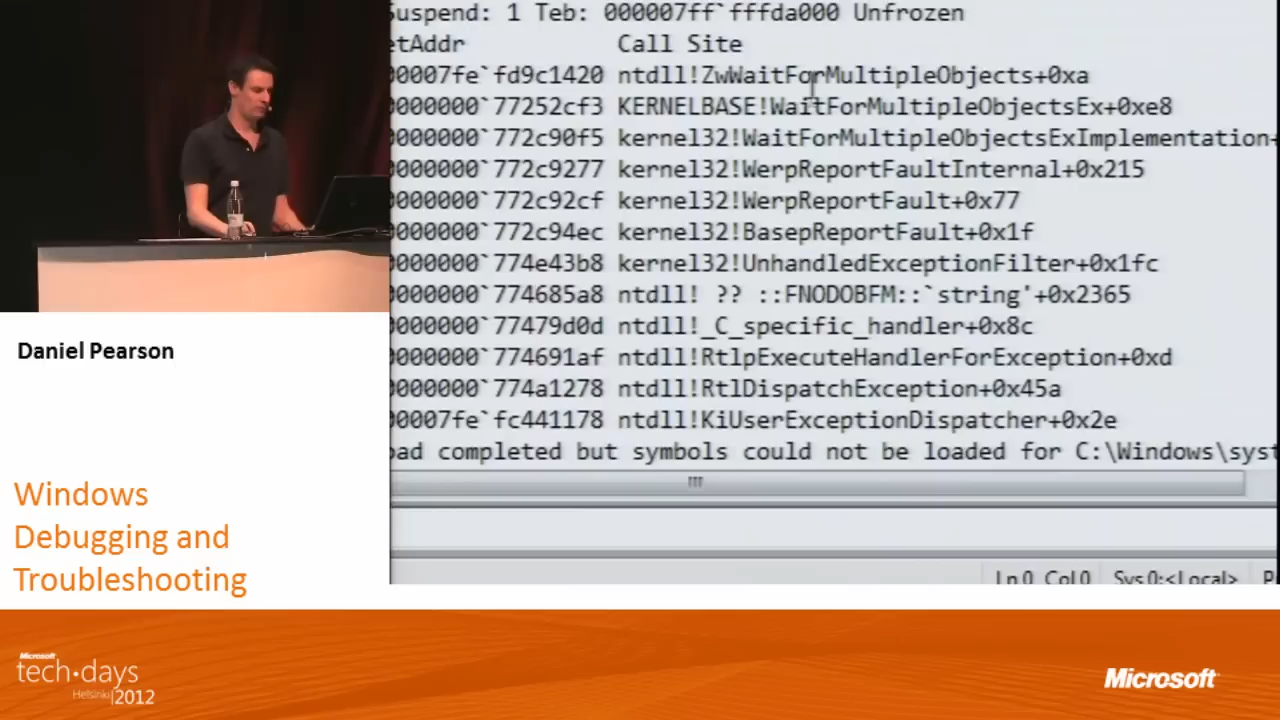 Suspend: 1 Teb: 000007ff`fffda000 Unfrozen
etAddr Call Site
00007fe`fd9c1420 ntdll!ZwWaitForMultipleObjects+0xa
0000000`77252cf3 KERNELBASE!WaitForMultipleObjectsEx+0xe8
0000000`772c90f5 kernel32!WaitForMultipleObjectsExImplementation+
0000000`772c9277 kernel32!WerpReportFaultInternal+0x215
0000000`772c92cf kernel32!WerpReportFault+0x77
0000000`772c94ec kernel32!BasepReportFault+0x1f
0000000`774e43b8 kernel32!UnhandledExceptionFilter+0x1fc
0000000`774685a8 ntdll! ?? ::FNODOBFM::`string'+0x2365
0000000`77479d0d ntdll!_C_specific_handler+0x8c
0000000`774691af ntdll!RtlpExecuteHandlerForException+0xd
0000000`774a1278 ntdll!RtlDispatchException+0x45a
00007fe`fc441178 ntdll!KiUserExceptionDispatcher+0x2e
oad completed but symbols could not be loaded for C:\Windows\syst
Ln 0, Col 0 Sys 0:<Local> P
Daniel Pearson
Windows
Debugging and
Troubleshooting
Microsoft
tech·days
Helsinki|2012
Microsoft